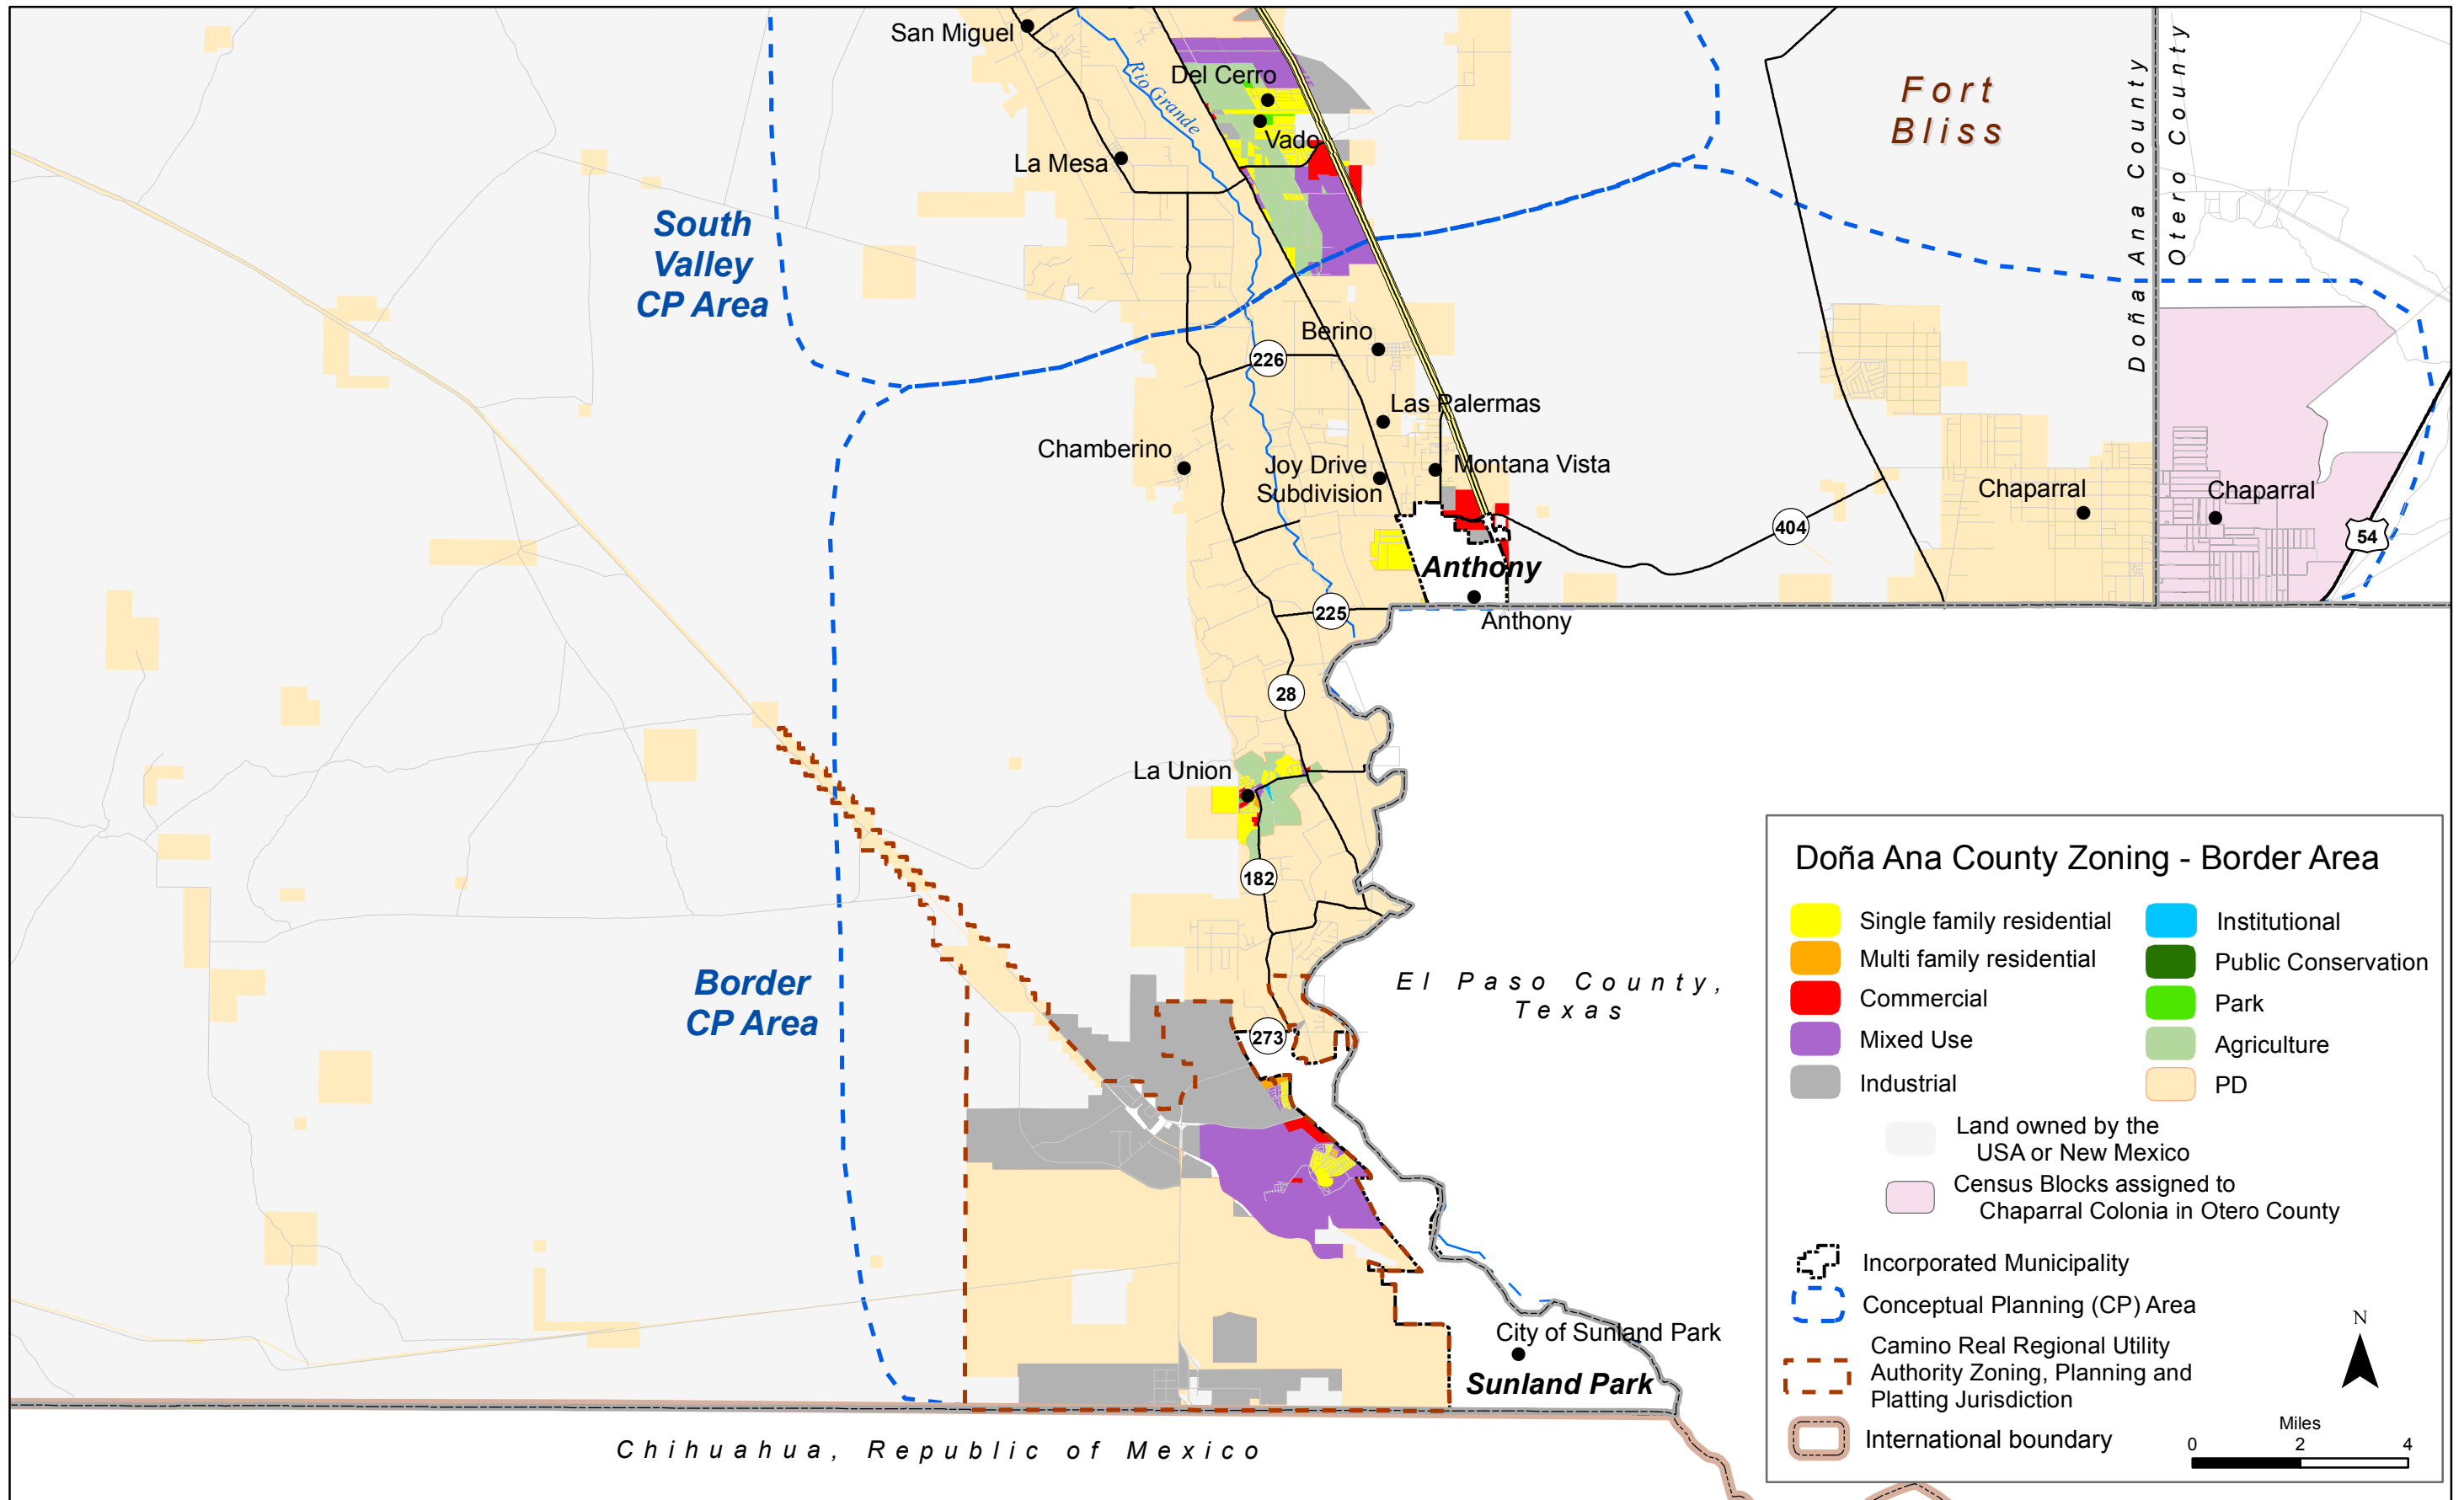 San Miguel
Rio Grande
Del Cerro
Vado
La Mesa
Fort
Bliss
Doña Ana County
Otero County
South
Valley
CP Area
Berino
226
Las Palermas
Chamberino
Joy Drive
Subdivision
Montana Vista
Chaparral
Chaparral
404
54
Anthony
Anthony
225
28
La Union
182
Border
CP Area
El Paso County,
Texas
273
City of Sunland Park
Sunland Park
Chihuahua, Republic of Mexico
Doña Ana County Zoning - Border Area
Single family residential
Multi family residential
Commercial
Mixed Use
Industrial
Institutional
Public Conservation
Park
Agriculture
PD
Land owned by the
USA or New Mexico
Census Blocks assigned to
Chaparral Colonia in Otero County
Incorporated Municipality
Conceptual Planning (CP) Area
Camino Real Regional Utility
Authority Zoning, Planning and
Platting Jurisdiction
International boundary
N
Miles
0 2 4